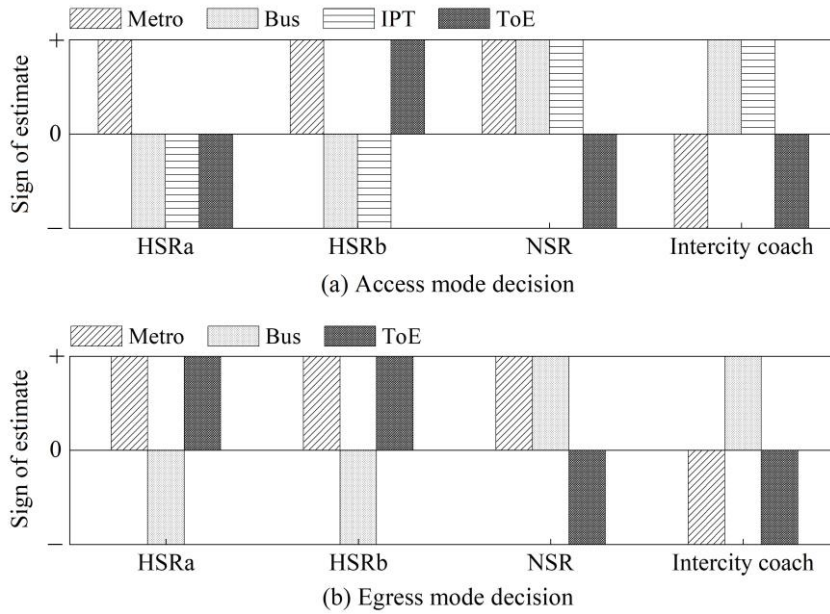 Metro Bus IPT ToE
+
0
−
Sign of estimate
HSRa HSRb NSR Intercity coach
(a) Access mode decision
Metro Bus ToE
+
0
−
Sign of estimate
HSRa HSRb NSR Intercity coach
(b) Egress mode decision